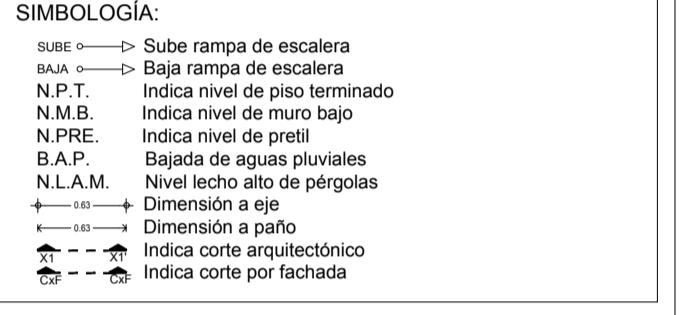 SIMBOLOGÍA:
SUBE Sube rampa de escalera
BAJA Baja rampa de escalera
N.P.T. Indica nivel de piso terminado
N.M.B. Indica nivel de muro bajo
N.PRE. Indica nivel de pretil
B.A.P. Bajada de aguas pluviales
N.L.A.M. Nivel lecho alto de pérgolas
0.63 Dimensión a eje
0.63 Dimensión a paño
X1 X1' Indica corte arquitectónico
CxF CxF Indica corte por fachada